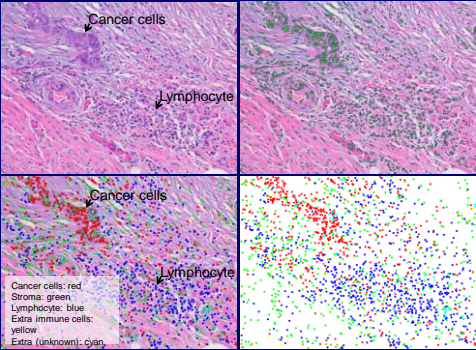 Cancer cells
Lymphocyte
Cancer cells
Lymphocyte
Cancer cells: red
Stroma: green
Lymphocyte: blue
Extra immune cells:
yellow
Extra (unknown): cyan